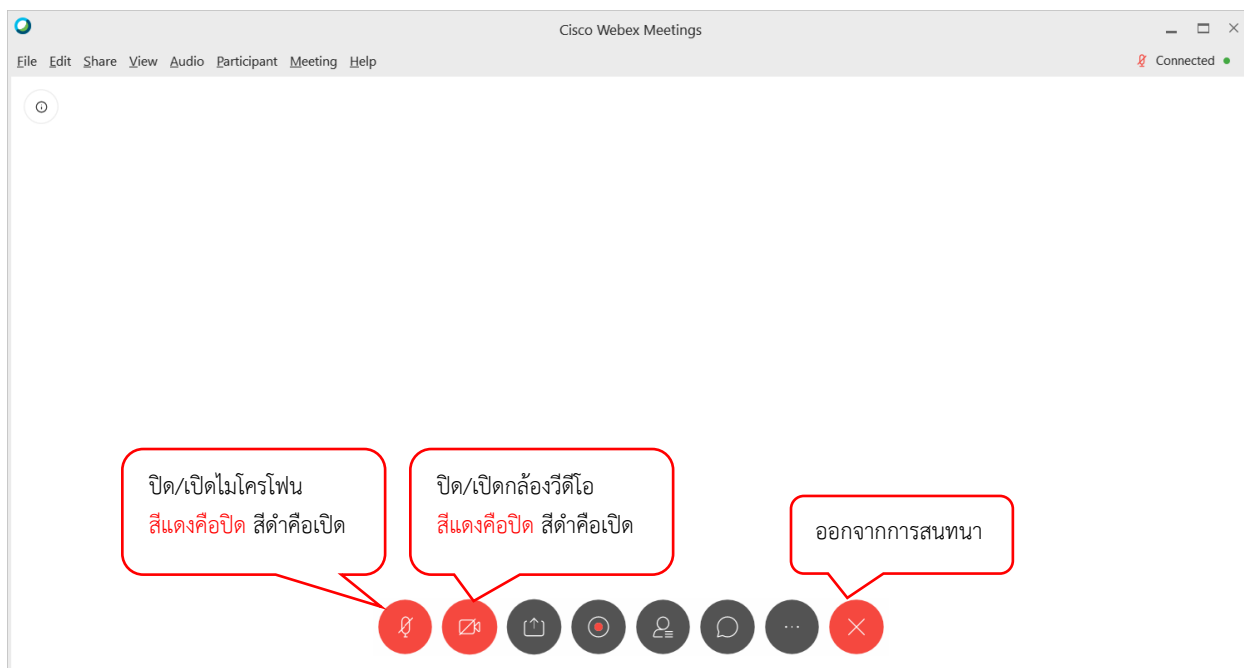 Cisco Webex Meetings
File Edit Share View Audio Participant Meeting Help
Connected
ปิด/เปิดไมโครโฟน
สีแดงคือปิด สีดำคือเปิด
ปิด/เปิดกล้องวีดีโอ
สีแดงคือปิด สีดำคือเปิด
ออกจากการสนทนา